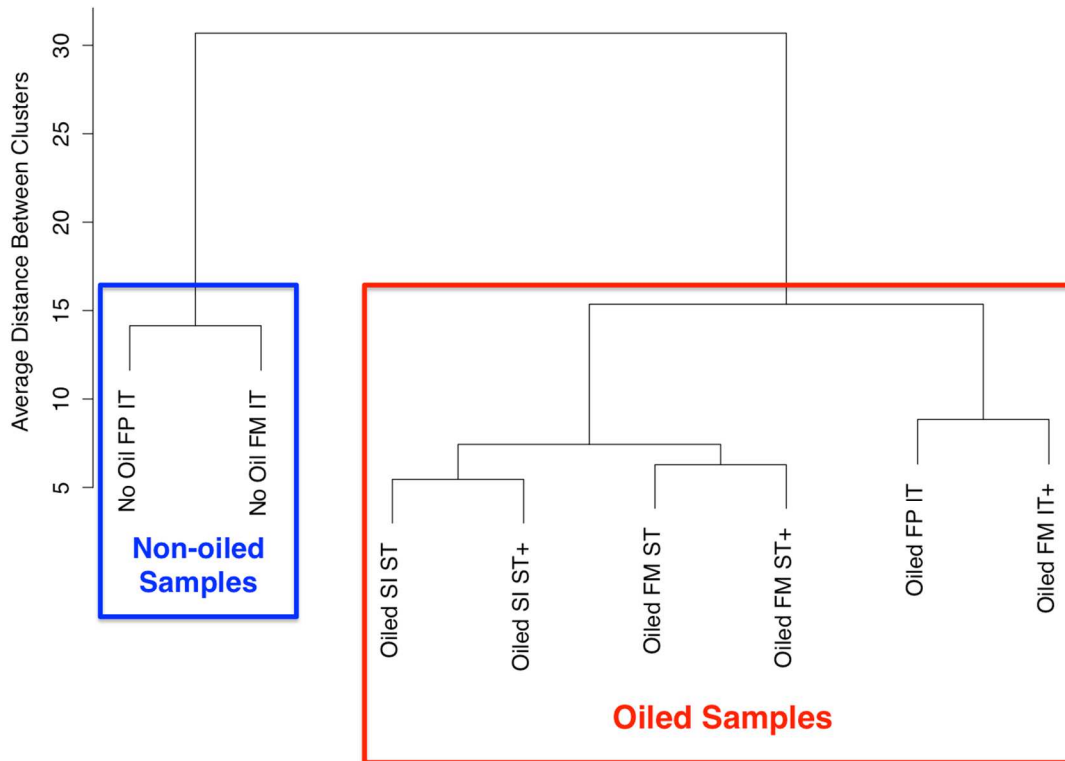 Average Distance Between Clusters
30
25
20
15
10
5
No Oil FP IT
No Oil FM IT
Non-oiled
Samples
Oiled SI ST
Oiled SI ST+
Oiled FM ST
Oiled FM ST+
Oiled FP IT
Oiled FM IT+
Oiled Samples